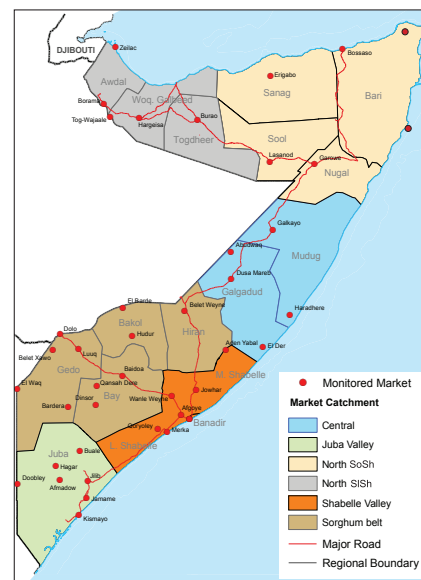 DJIBOUTI
Zeilac
Bossaso
Awdal
Erigabo
Borama
Woq. Galbeed
Sanag
Bari
Tog-Wajaale
Hargeisa
Burao
Togdheer
Sool
Lasanod
Garowe
Nugal
Galkayo
Abudwaq
Mudug
Dusa Mareb
Galgadud
El Barde
Belet Weyne
Haradhere
Bakol
Hiran
Dolo
Hudur
Belet Xawo
Luuq
Aden Yabal
El Der
Gedo
Baidoa
M. Shabelle
El Waq
Qansah Dere
Bay
Jowhar
Dinsor
Wanle Weyne
Bardera
Afgoye
Banadir
Qoryoley
Merka
L. Shabelle
Juba
Buale
Hagar
Doobley
Jilib
Afmadow
Jamame
Kismayo
Monitored Market
Market Catchment
Central
Juba Valley
North SoSh
North SlSh
Shabelle Valley
Sorghum belt
Major Road
Regional Boundary